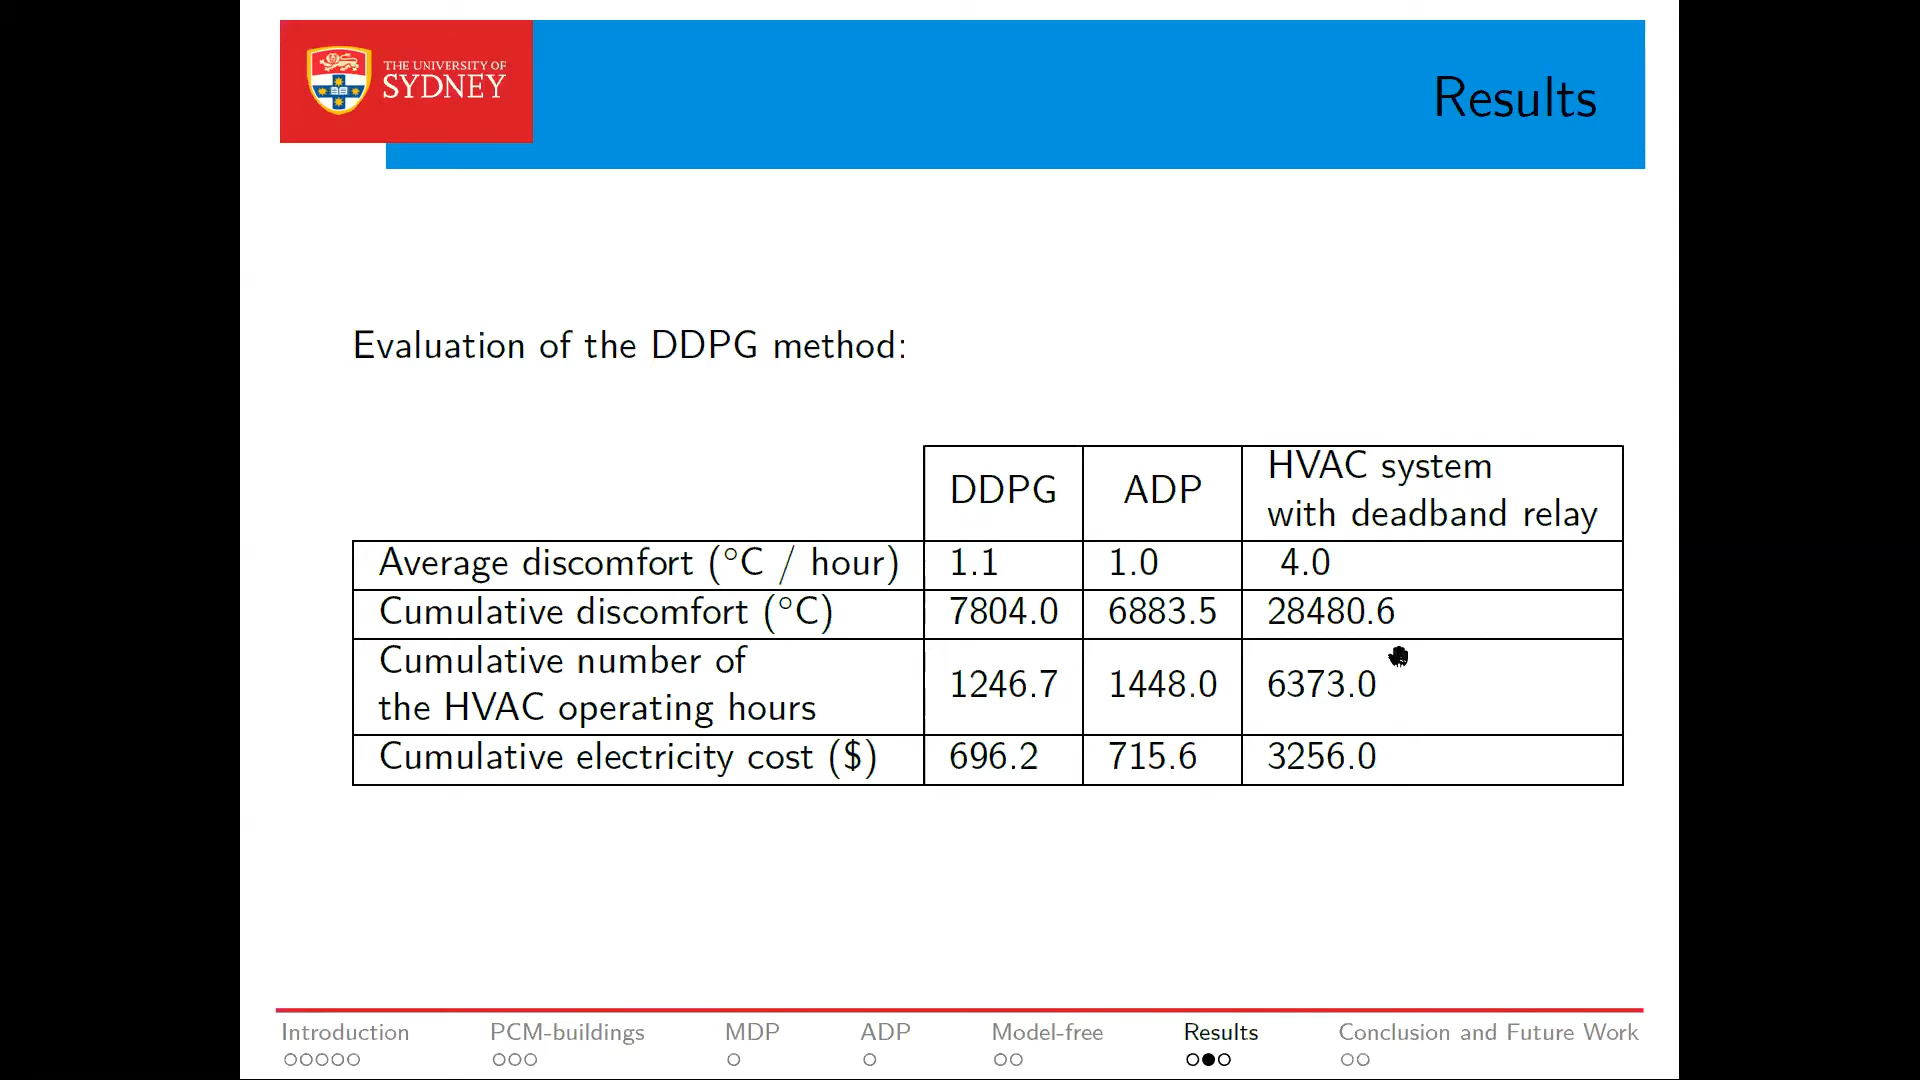 THE UNIVERSITY OF
SYDNEY
Results
Evaluation of the DDPG method:
DDPG ADP HVAC system
with deadband relay
Average discomfort (°C / hour) 1.1 1.0 4.0
Cumulative discomfort (°C) 7804.0 6883.5 28480.6
Cumulative number of
the HVAC operating hours 1246.7 1448.0 6373.0
Cumulative electricity cost ($) 696.2 715.6 3256.0
Introduction PCM-buildings MDP ADP Model-free Results Conclusion and Future Work